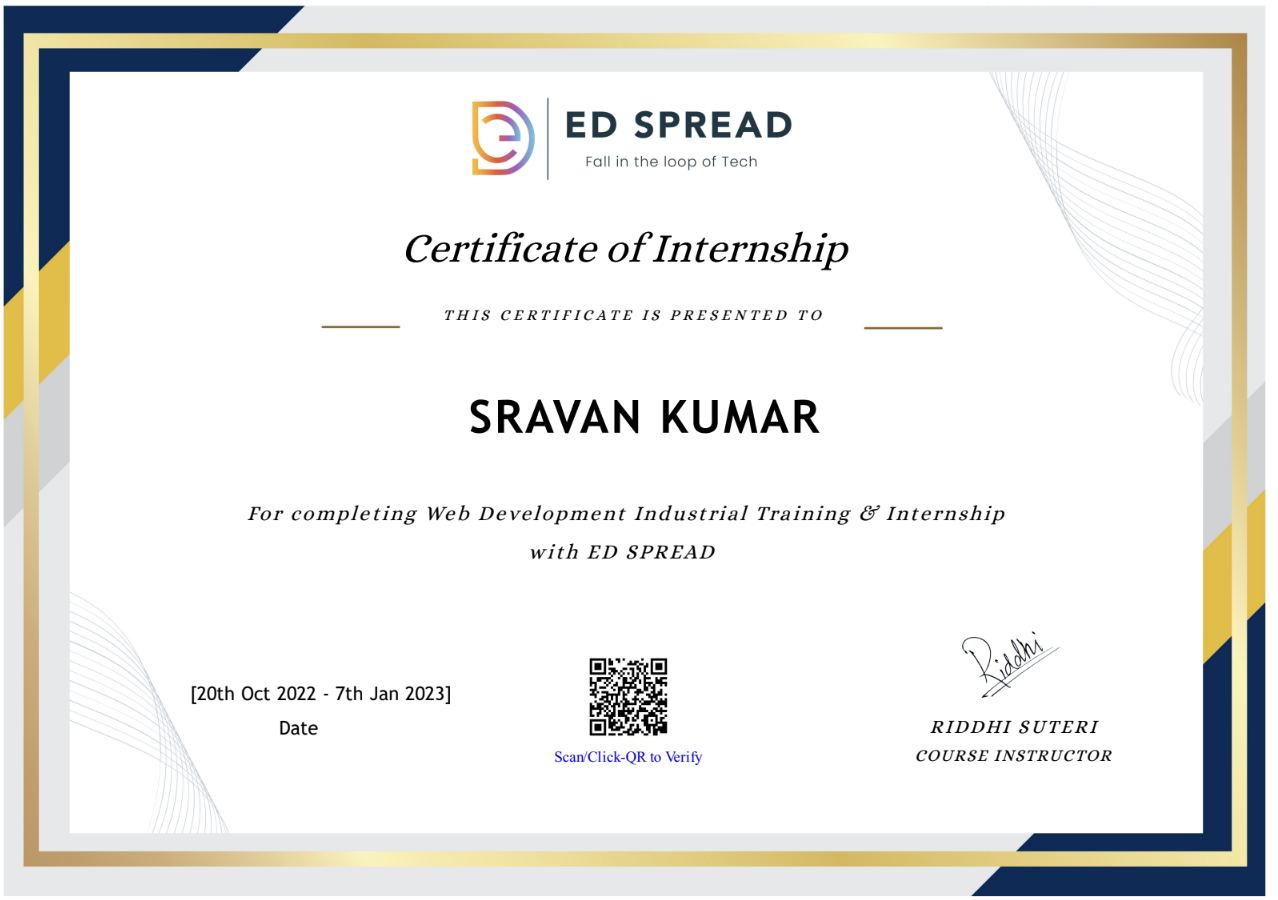 ED SPREAD
Fall in the loop of Tech
Certificate of Internship
THIS CERTIFICATE IS PRESENTED TO
SRAVAN KUMAR
For completing Web Development Industrial Training & Internship
with ED SPREAD
[20th Oct 2022 - 7th Jan 2023]
Date
Scan/Click-QR to Verify
Riddhi
RIDDHI SUTERI
COURSE INSTRUCTOR